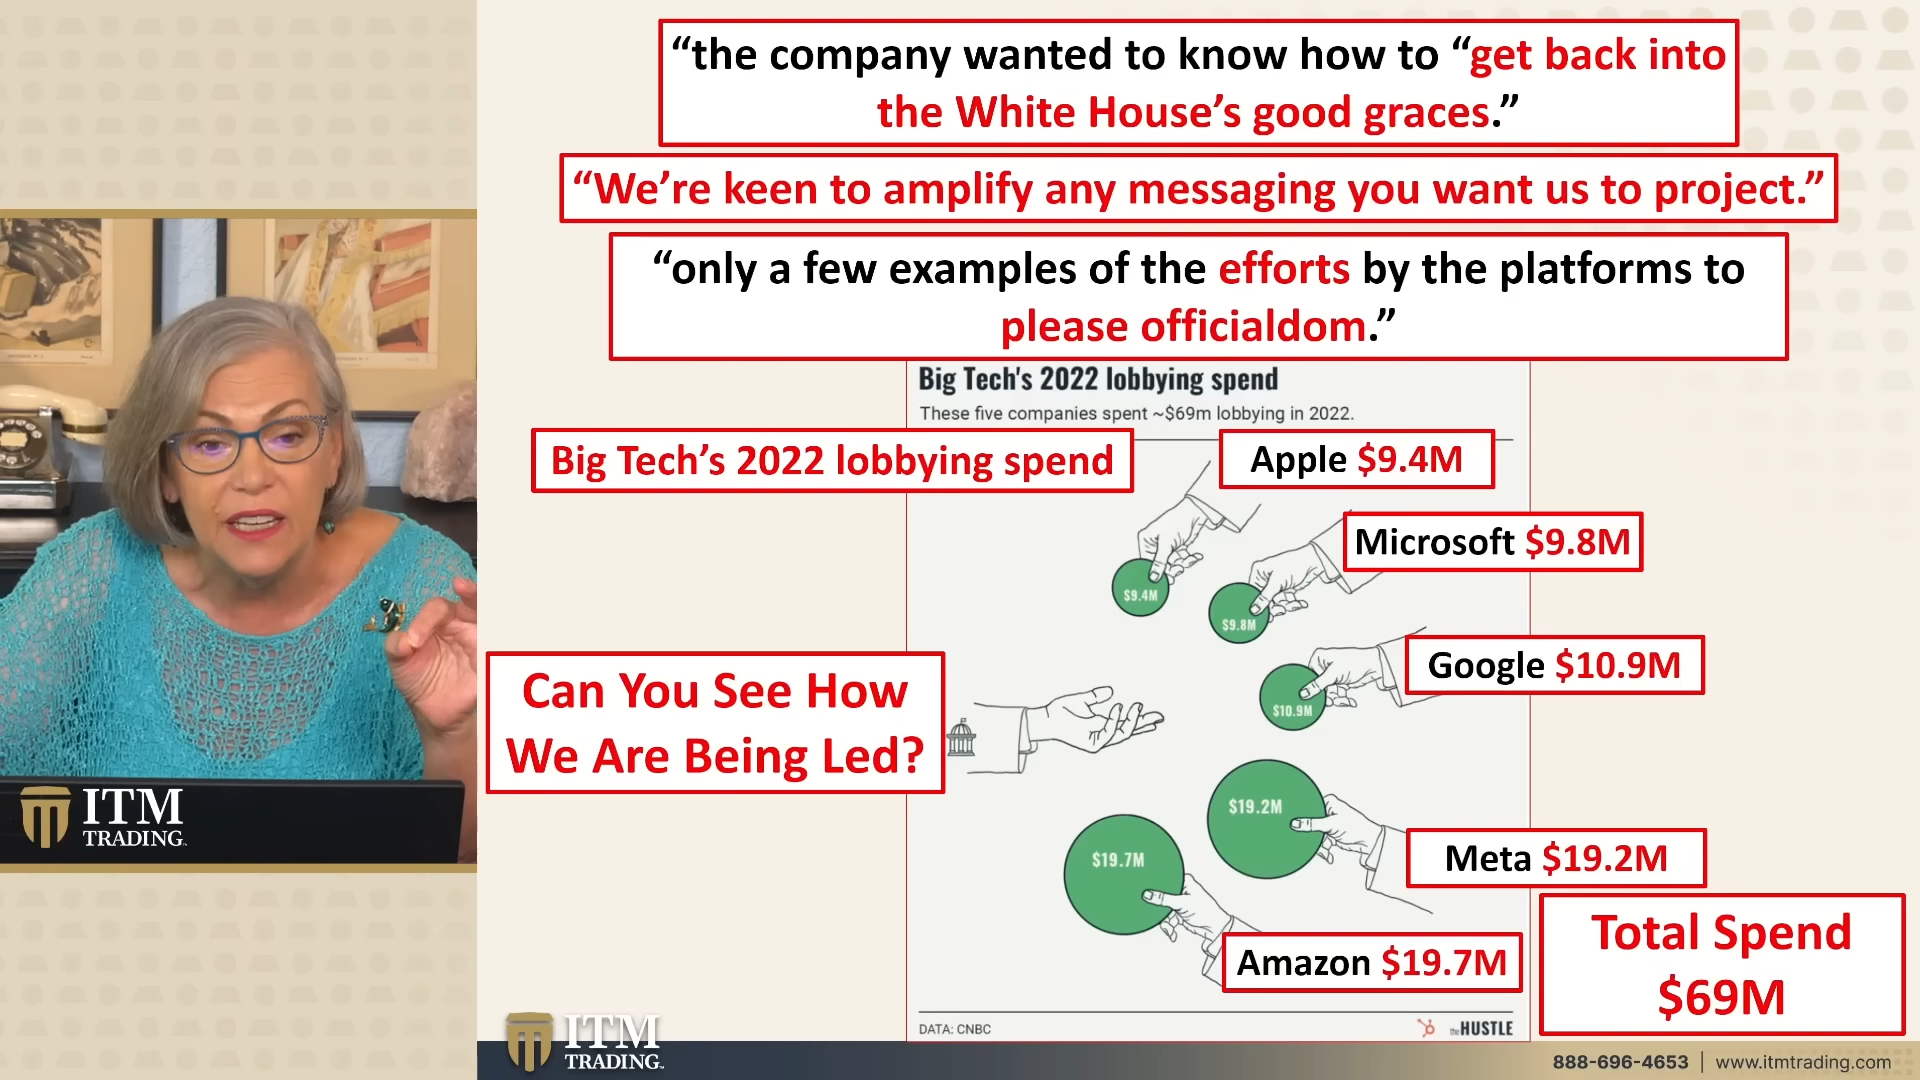 “the company wanted to know how to “get back into
the White House’s good graces.”
“We’re keen to amplify any messaging you want us to project.”
“only a few examples of the efforts by the platforms to
please officialdom.”
Big Tech's 2022 lobbying spend
These five companies spent ~$69m lobbying in 2022.
Big Tech’s 2022 lobbying spend
Apple $9.4M
Microsoft $9.8M
$9.4M
$9.8M
Google $10.9M
$10.9M
Can You See How
We Are Being Led?
$19.2M
Meta $19.2M
$19.7M
Amazon $19.7M
Total Spend
$69M
DATA: CNBC
the HUSTLE
ITM
TRADING
ITM
TRADING
888-696-4653 | www.itmtrading.com